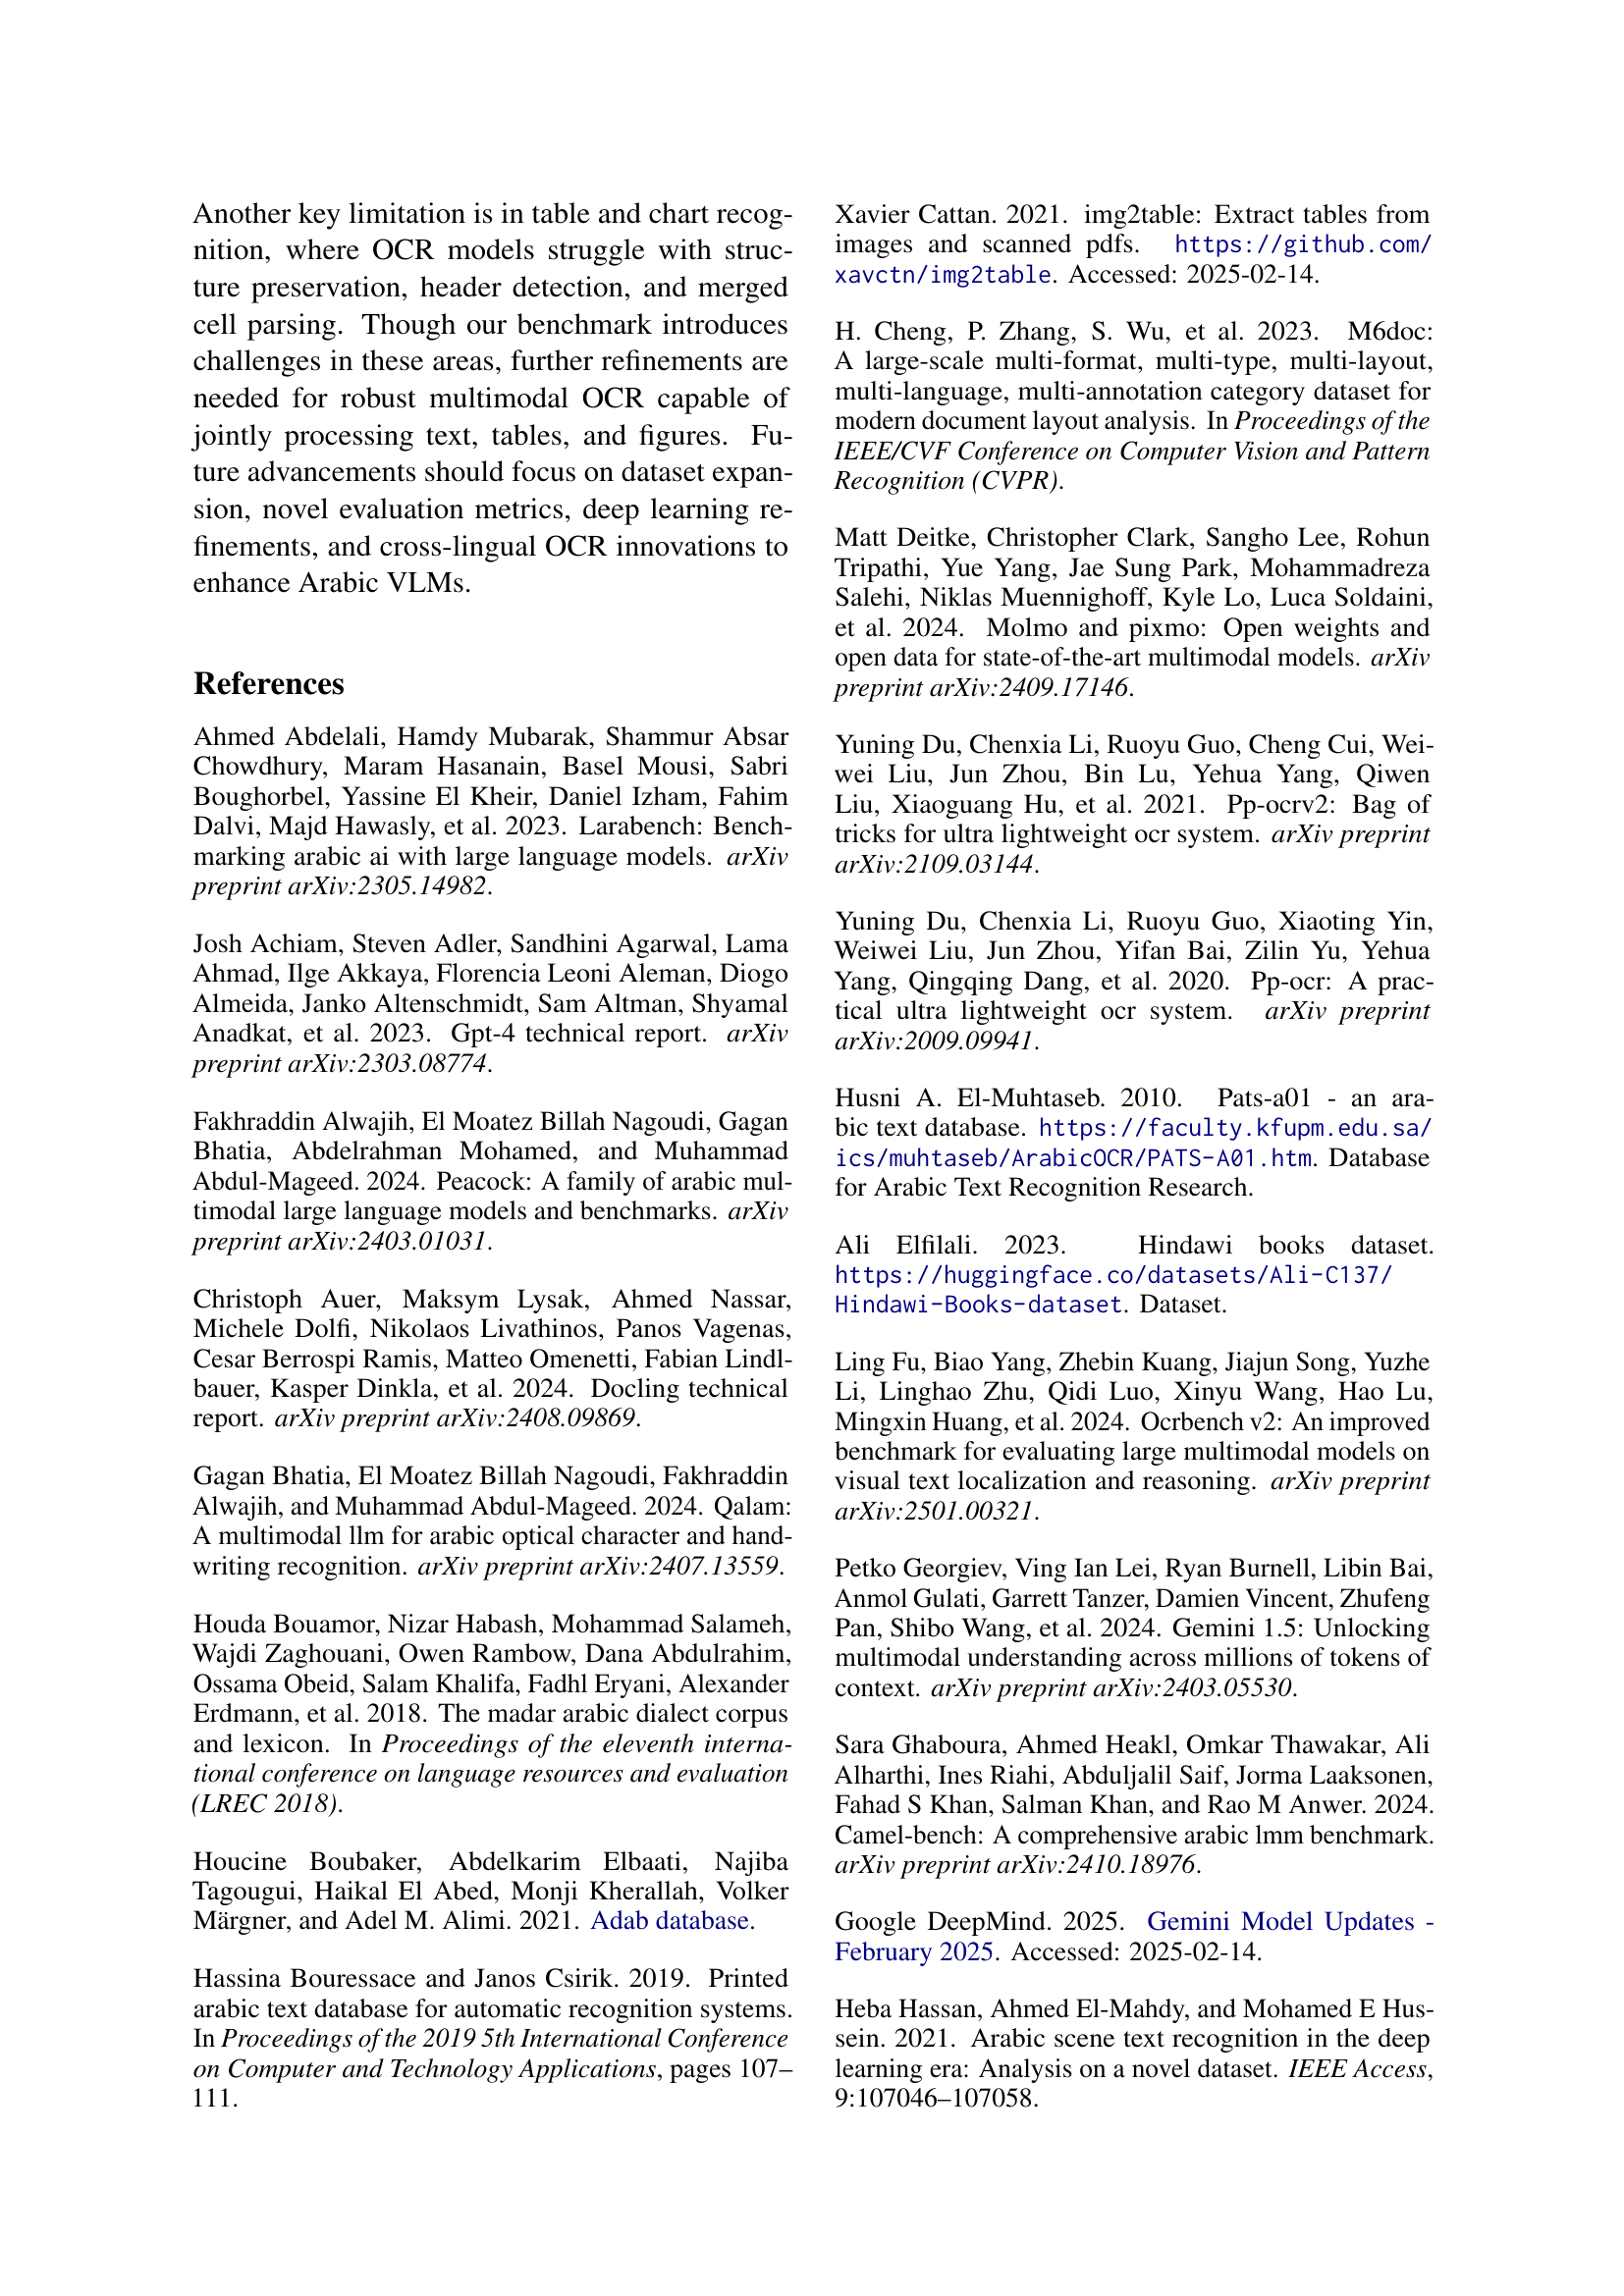 Another key limitation is in table and chart recog-
nition, where OCR models struggle with struc-
ture preservation, header detection, and merged
cell parsing. Though our benchmark introduces
challenges in these areas, further refinements are
needed for robust multimodal OCR capable of
jointly processing text, tables, and figures. Fu-
ture advancements should focus on dataset expan-
sion, novel evaluation metrics, deep learning re-
finements, and cross-lingual OCR innovations to
enhance Arabic VLMs.
References
Ahmed Abdelali, Hamdy Mubarak, Shammur Absar
Chowdhury, Maram Hasanain, Basel Mousi, Sabri
Boughorbel, Yassine El Kheir, Daniel Izham, Fahim
Dalvi, Majd Hawasly, et al. 2023. Larabench: Bench-
marking arabic ai with large language models. arXiv
preprint arXiv:2305.14982.
Josh Achiam, Steven Adler, Sandhini Agarwal, Lama
Ahmad, Ilge Akkaya, Florencia Leoni Aleman, Diogo
Almeida, Janko Altenschmidt, Sam Altman, Shyamal
Anadkat, et al. 2023. Gpt-4 technical report. arXiv
preprint arXiv:2303.08774.
Fakhraddin Alwajih, El Moatez Billah Nagoudi, Gagan
Bhatia, Abdelrahman Mohamed, and Muhammad
Abdul-Mageed. 2024. Peacock: A family of arabic mul-
timodal large language models and benchmarks. arXiv
preprint arXiv:2403.01031.
Christoph Auer, Maksym Lysak, Ahmed Nassar,
Michele Dolfi, Nikolaos Livathinos, Panos Vagenas,
Cesar Berrospi Ramis, Matteo Omenetti, Fabian Lindl-
bauer, Kasper Dinkla, et al. 2024. Docling technical
report. arXiv preprint arXiv:2408.09869.
Gagan Bhatia, El Moatez Billah Nagoudi, Fakhraddin
Alwajih, and Muhammad Abdul-Mageed. 2024. Qalam:
A multimodal llm for arabic optical character and hand-
writing recognition. arXiv preprint arXiv:2407.13559.
Houda Bouamor, Nizar Habash, Mohammad Salameh,
Wajdi Zaghouani, Owen Rambow, Dana Abdulrahim,
Ossama Obeid, Salam Khalifa, Fadhl Eryani, Alexander
Erdmann, et al. 2018. The madar arabic dialect corpus
and lexicon. In Proceedings of the eleventh interna-
tional conference on language resources and evaluation
(LREC 2018).
Houcine Boubaker, Abdelkarim Elbaati, Najiba
Tagougui, Haikal El Abed, Monji Kherallah, Volker
Märgner, and Adel M. Alimi. 2021. Adab database.
Hassina Bouressace and Janos Csirik. 2019. Printed
arabic text database for automatic recognition systems.
In Proceedings of the 2019 5th International Conference
on Computer and Technology Applications, pages 107–
111.
Xavier Cattan. 2021. img2table: Extract tables from
images and scanned pdfs. https://github.com/
xavctn/img2table. Accessed: 2025-02-14.
H. Cheng, P. Zhang, S. Wu, et al. 2023. M6doc:
A large-scale multi-format, multi-type, multi-layout,
multi-language, multi-annotation category dataset for
modern document layout analysis. In Proceedings of the
IEEE/CVF Conference on Computer Vision and Pattern
Recognition (CVPR).
Matt Deitke, Christopher Clark, Sangho Lee, Rohun
Tripathi, Yue Yang, Jae Sung Park, Mohammadreza
Salehi, Niklas Muennighoff, Kyle Lo, Luca Soldaini,
et al. 2024. Molmo and pixmo: Open weights and
open data for state-of-the-art multimodal models. arXiv
preprint arXiv:2409.17146.
Yuning Du, Chenxia Li, Ruoyu Guo, Cheng Cui, Wei-
wei Liu, Jun Zhou, Bin Lu, Yehua Yang, Qiwen
Liu, Xiaoguang Hu, et al. 2021. Pp-ocrv2: Bag of
tricks for ultra lightweight ocr system. arXiv preprint
arXiv:2109.03144.
Yuning Du, Chenxia Li, Ruoyu Guo, Xiaoting Yin,
Weiwei Liu, Jun Zhou, Yifan Bai, Zilin Yu, Yehua
Yang, Qingqing Dang, et al. 2020. Pp-ocr: A prac-
tical ultra lightweight ocr system. arXiv preprint
arXiv:2009.09941.
Husni A. El-Muhtaseb. 2010. Pats-a01 - an ara-
bic text database. https://faculty.kfupm.edu.sa/
ics/muhtaseb/ArabicOCR/PATS-A01.htm. Database
for Arabic Text Recognition Research.
Ali Elfilali. 2023. Hindawi books dataset.
https://huggingface.co/datasets/Ali-C137/
Hindawi-Books-dataset. Dataset.
Ling Fu, Biao Yang, Zhebin Kuang, Jiajun Song, Yuzhe
Li, Linghao Zhu, Qidi Luo, Xinyu Wang, Hao Lu,
Mingxin Huang, et al. 2024. Ocrbench v2: An improved
benchmark for evaluating large multimodal models on
visual text localization and reasoning. arXiv preprint
arXiv:2501.00321.
Petko Georgiev, Ving Ian Lei, Ryan Burnell, Libin Bai,
Anmol Gulati, Garrett Tanzer, Damien Vincent, Zhufeng
Pan, Shibo Wang, et al. 2024. Gemini 1.5: Unlocking
multimodal understanding across millions of tokens of
context. arXiv preprint arXiv:2403.05530.
Sara Ghaboura, Ahmed Heakl, Omkar Thawakar, Ali
Alharthi, Ines Riahi, Abduljalil Saif, Jorma Laaksonen,
Fahad S Khan, Salman Khan, and Rao M Anwer. 2024.
Camel-bench: A comprehensive arabic lmm benchmark.
arXiv preprint arXiv:2410.18976.
Google DeepMind. 2025. Gemini Model Updates -
February 2025. Accessed: 2025-02-14.
Heba Hassan, Ahmed El-Mahdy, and Mohamed E Hus-
sein. 2021. Arabic scene text recognition in the deep
learning era: Analysis on a novel dataset. IEEE Access,
9:107046–107058.